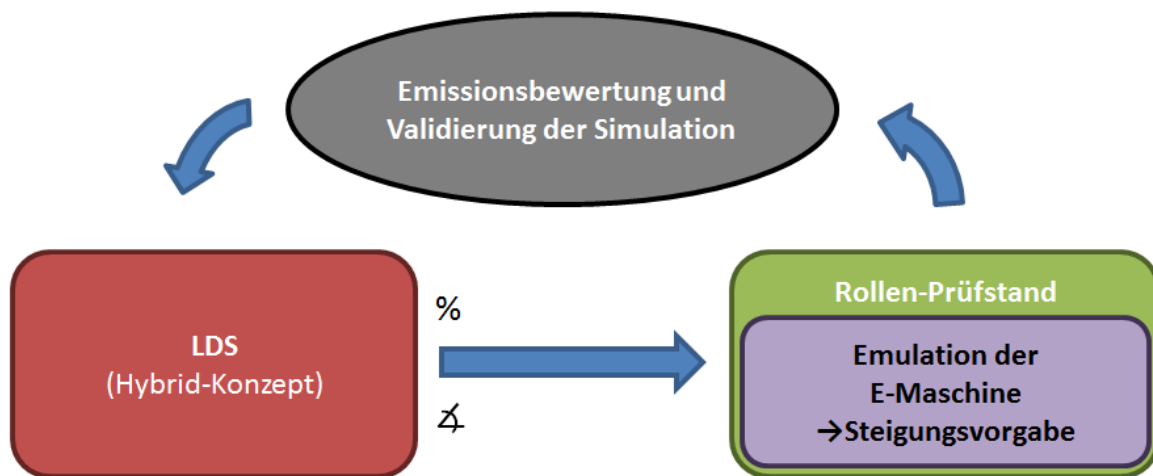 Emissionsbewertung und
Validierung der Simulation
LDS
(Hybrid-Konzept)
%
∡
Rollen-Prüfstand
Emulation der
E-Maschine
→Steigungsvorgabe